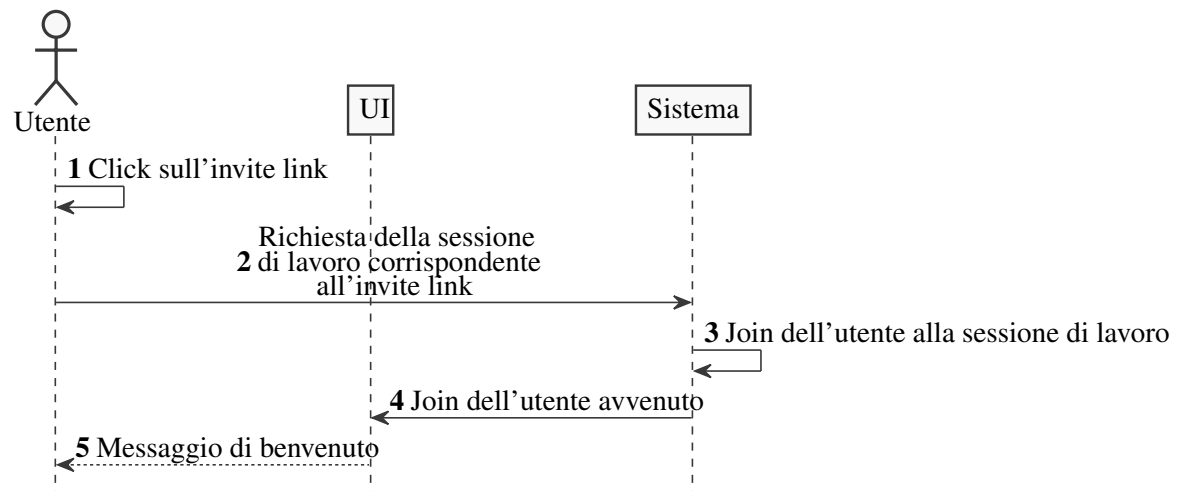 Utente
UI
Sistema
1 Click sull'invite link
Richiesta della sessione
2 di lavoro corrispondente
all'invite link
3 Join dell'utente alla sessione di lavoro
4 Join dell'utente avvenuto
5 Messaggio di benvenuto